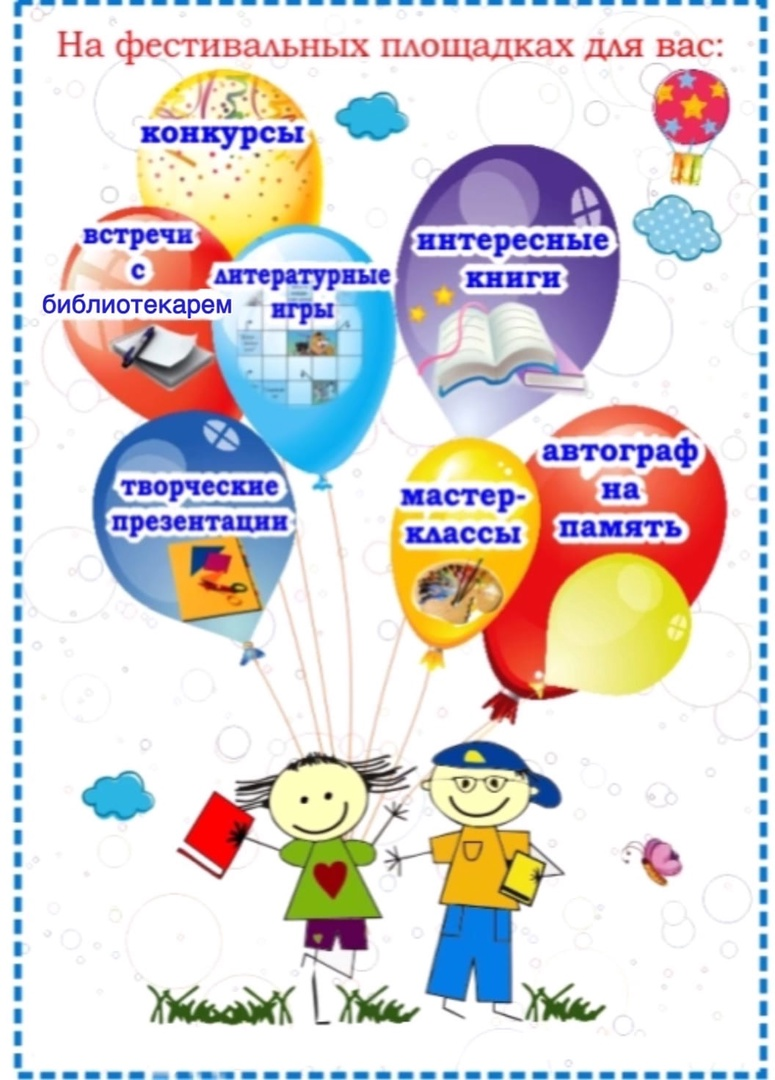 На фестивальных площадках для вас:
конкурсы
встречи
с
библиотекарем
литературные
игры
интересные
книги
творческие
презентации
мастер-
классы
автограф
на
память